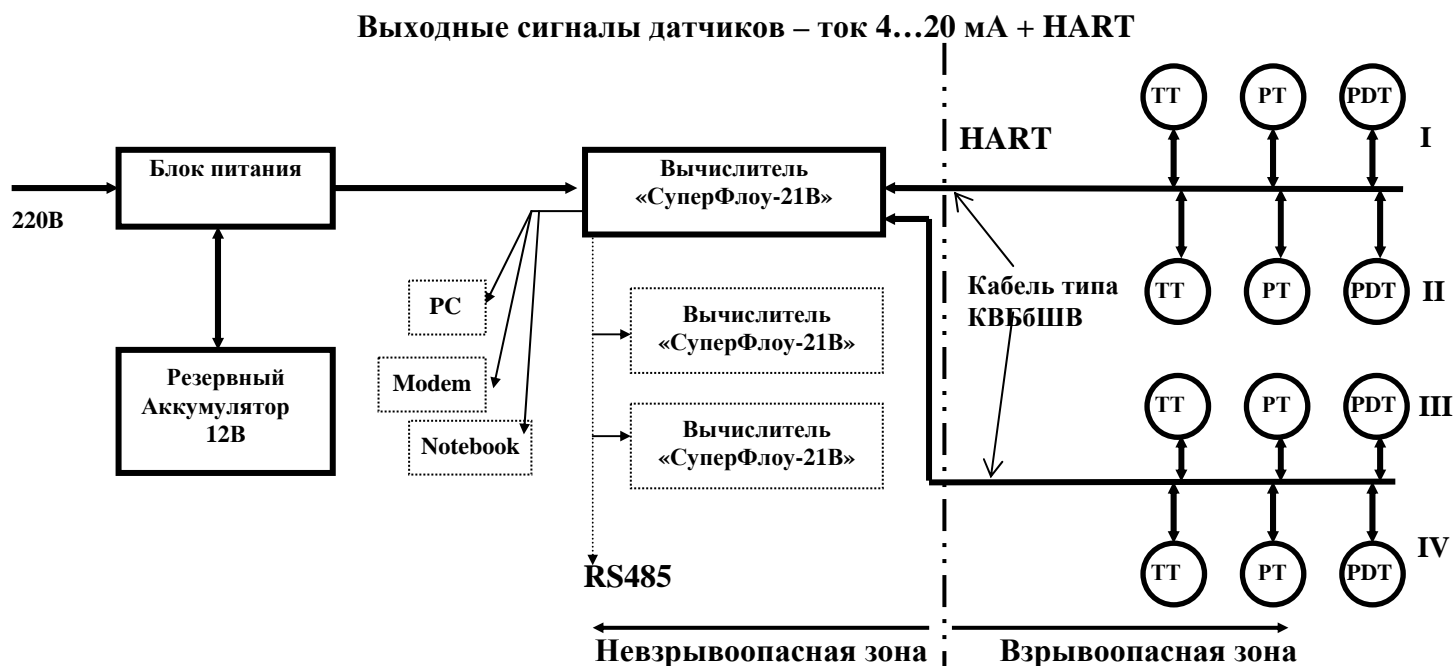 Выходные сигналы датчиков – ток 4…20 мА + HART
TT
PT
PDT
I
HART
Блок питания
Вычислитель
«СуперФлоу-21В»
220В
TT
PT
PDT
II
Кабель типа
КВБбШВ
PC
Вычислитель
«СуперФлоу-21В»
Резервный
Аккумулятор
12В
Modem
Notebook
Вычислитель
«СуперФлоу-21В»
TT
PT
PDT
III
RS485
TT
PT
PDT
IV
Невзрывоопасная зона
Взрывоопасная зона